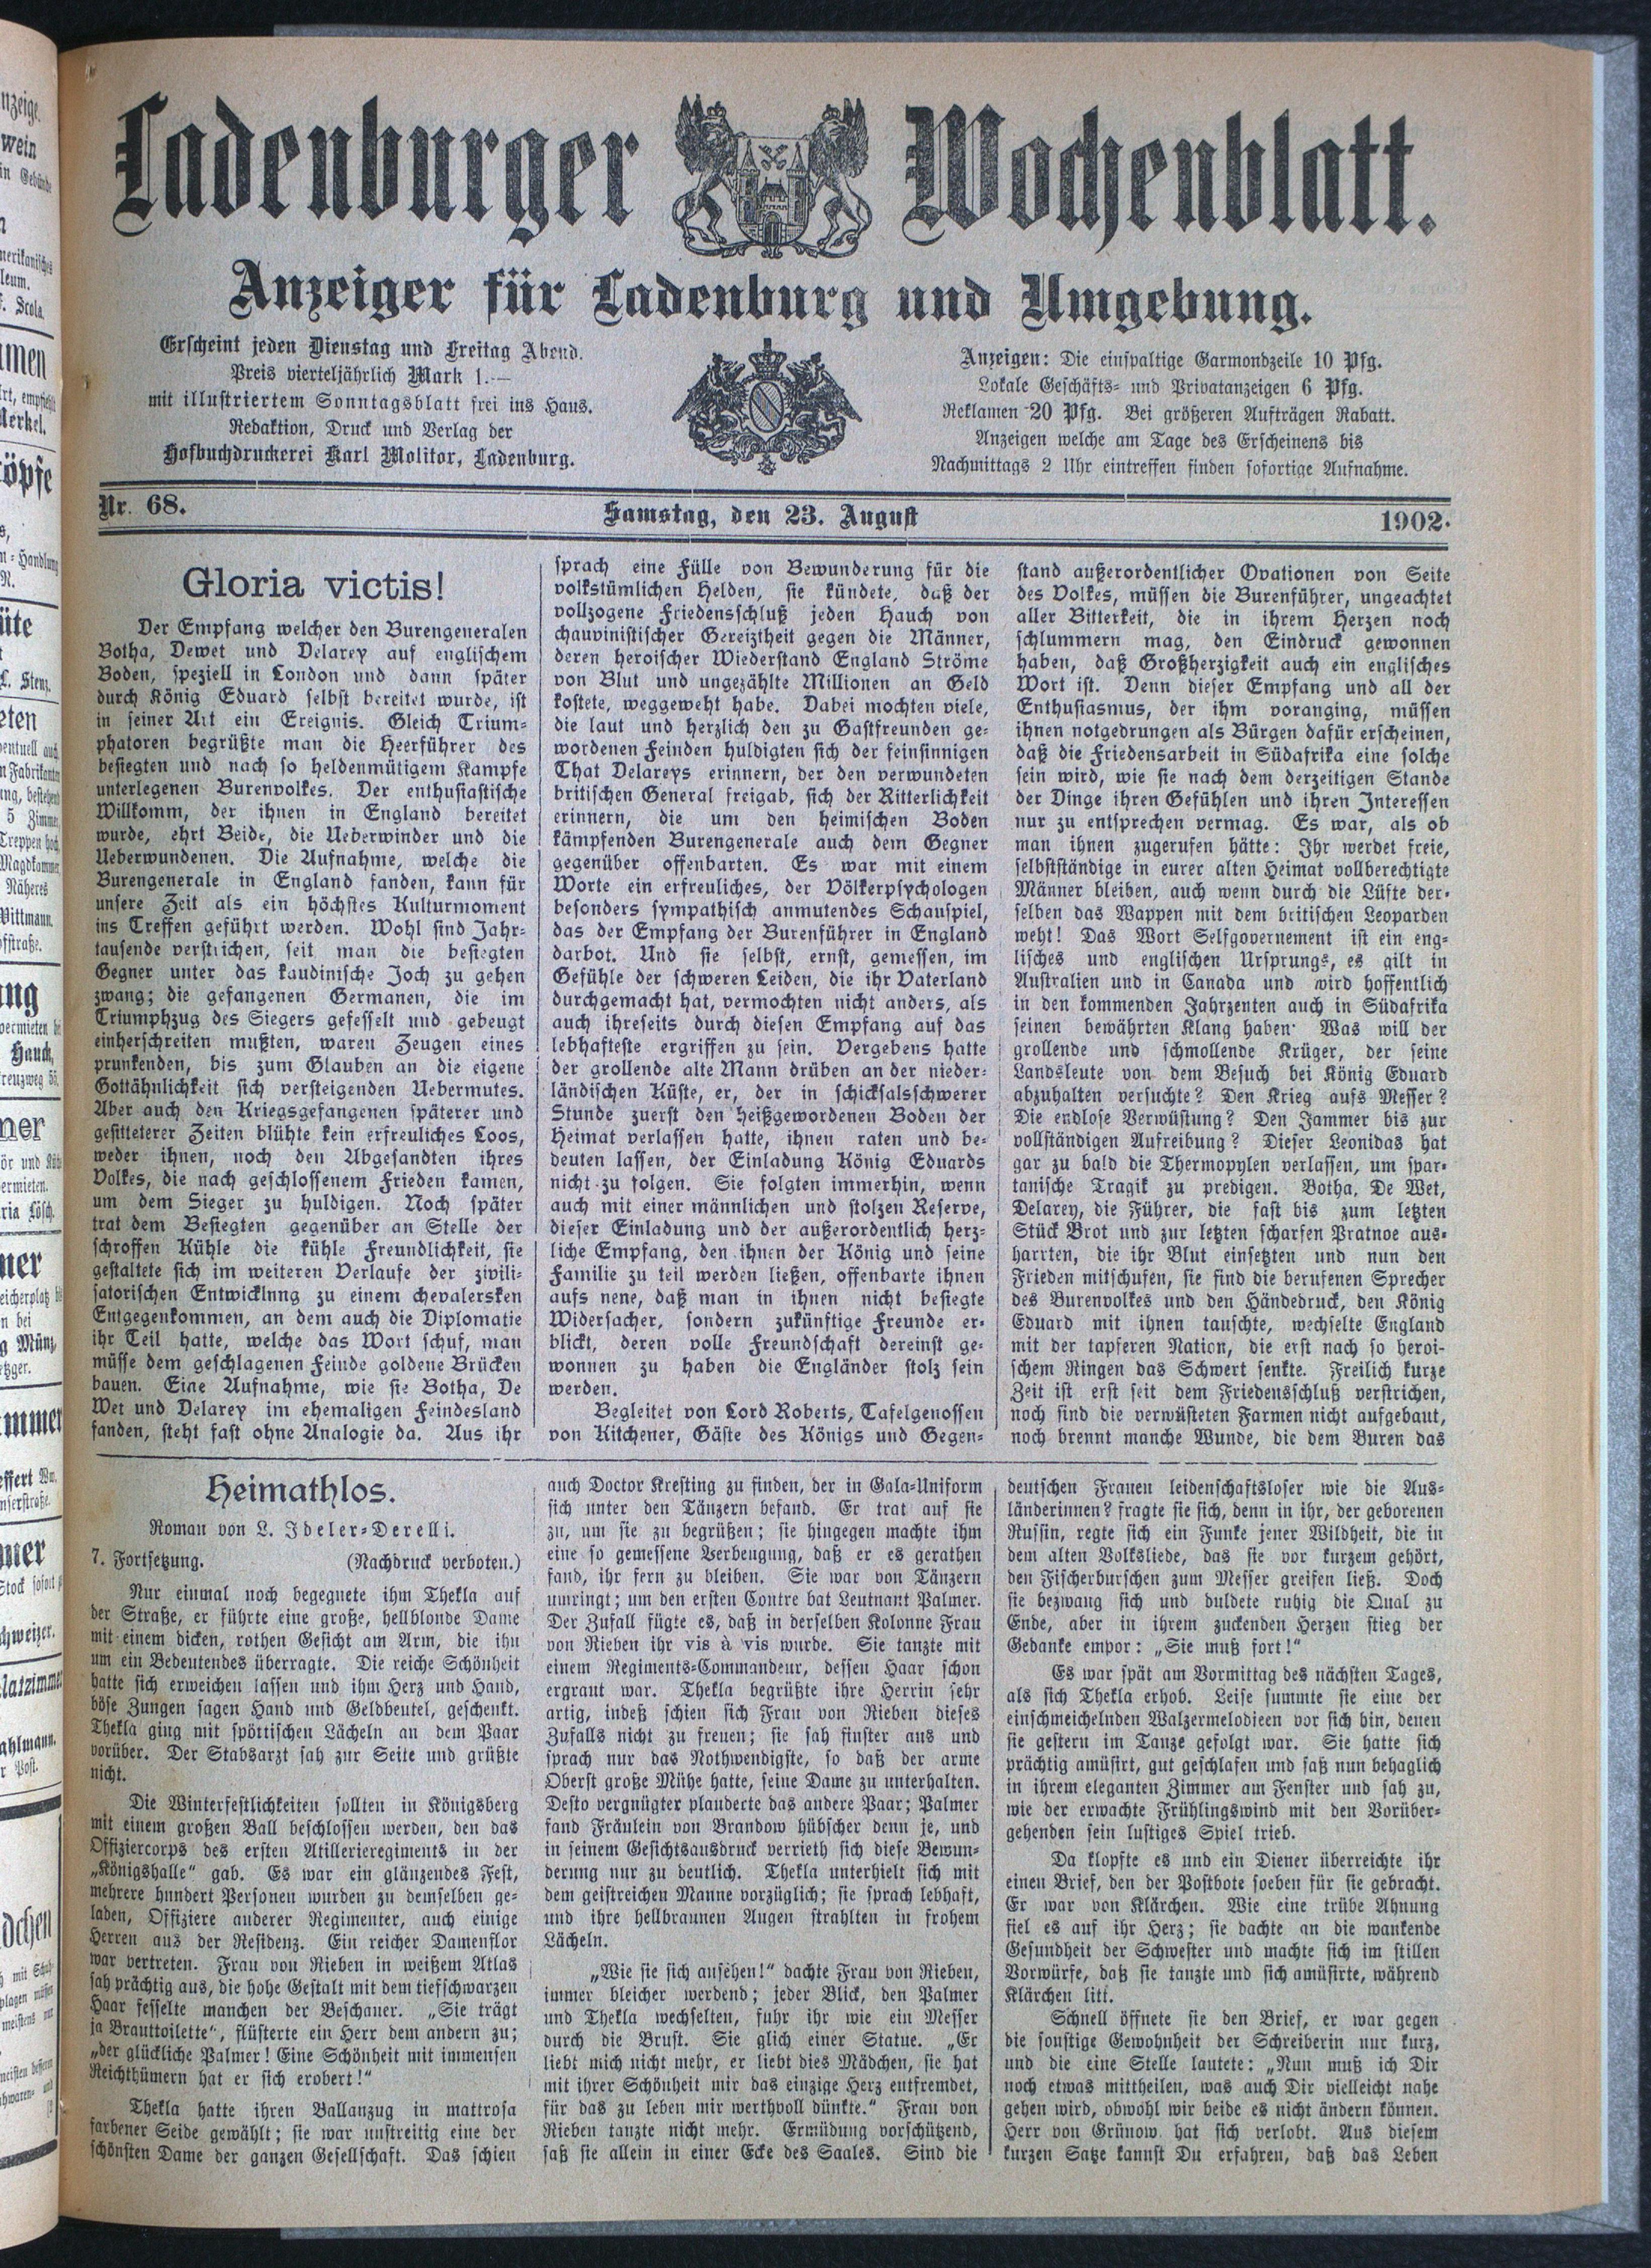 Ladenburger Wochenblatt.
Anzeiger für Ladenburg und Umgebung.
Erscheint jeden Dienstag und Freitag Abend.
Preis vierteljährlich Mark 1.—
mit illustriertem Sonntagsblatt frei ins Haus.
Redaktion, Druck und Verlag der
Hofbuchdruckerei Karl Molitor, Ladenburg.
Anzeigen: Die einspaltige Garmondzeile 10 Pfg.
Lokale Geschäfts- und Privatanzeigen 6 Pfg.
Reklamen 20 Pfg. Bei größeren Aufträgen Rabatt.
Anzeigen welche am Tage des Erscheinens bis
Nachmittags 2 Uhr eintreffen finden sofortige Aufnahme.
Nr. 68.
Samstag, den 23. August
1902.
Gloria victis!
Der Empfang welcher den Burengeneralen
Botha, Dewet und Delarey auf englischem
Boden, speziell in London und dann später
durch König Eduard selbst bereitet wurde, ist
in seiner Art ein Ereignis. Gleich Trium-
phatoren begrüßte man die Heerführer des
besiegten und nach so heldenmütigem Kampfe
unterlegenen Burenvolkes. Der enthusiastische
Willkomm, der ihnen in England bereitet
wurde, ehrt Beide, die Ueberwinder und die
Ueberwundenen. Die Aufnahme, welche die
Burengenerale in England fanden, kann für
unsere Zeit als ein höchstes Kulturmoment
ins Treffen geführt werden. Wohl sind Jahr-
tausende verstrichen, seit man die besiegten
Gegner unter das kaudinische Joch zu gehen
zwang; die gefangenen Germanen, die im
Triumphzug des Siegers gefesselt und gebeugt
einherschreiten mußten, waren Zeugen eines
prunkenden, bis zum Glauben an die eigene
Gottähnlichkeit sich versteigenden Uebermutes.
Aber auch den Kriegsgefangenen späterer und
gesitteterer Zeiten blühte kein erfreuliches Loos,
weder ihnen, noch den Abgesandten ihres
Volkes, die nach geschlossenem Frieden kamen,
um dem Sieger zu huldigen. Noch später
trat dem Besiegten gegenüber an Stelle der
schroffen Kühle die kühle Freundlichkeit, sie
gestaltete sich im weiteren Verlaufe der zivili-
satorischen Entwicklnng zu einem chevalersken
Entgegenkommen, an dem auch die Diplomatie
ihr Teil hatte, welche das Wort schuf, man
müsse dem geschlagenen Feinde goldene Brücken
bauen. Eine Aufnahme, wie sie Botha, De
Wet und Delarey im ehemaligen Feindesland
fanden, steht fast ohne Analogie da. Aus ihr
sprach eine Fülle von Bewunderung für die
volkstümlichen Helden, sie kündete, daß der
vollzogene Friedensschluß jeden Hauch von
chauvinistischer Gereiztheit gegen die Männer,
deren heroischer Wiederstand England Ströme
von Blut und ungezählte Millionen an Geld
kostete, weggeweht habe. Dabei mochten viele,
die laut und herzlich den zu Gastfreunden ge-
wordenen Feinden huldigten sich der feinsinnigen
That Delareys erinnern, der den verwundeten
britischen General freigab, sich der Ritterlichkeit
erinnern, die um den heimischen Boden
kämpfenden Burengenerale auch dem Gegner
gegenüber offenbarten. Es war mit einem
Worte ein erfreuliches, der Völkerpsychologen
besonders sympathisch anmutendes Schauspiel,
das der Empfang der Burenführer in England
darbot. Und sie selbst, ernst, gemessen, im
Gefühle der schweren Leiden, die ihr Vaterland
durchgemacht hat, vermochten nicht anders, als
auch ihreseits durch diesen Empfang auf das
lebhafteste ergriffen zu sein. Vergebens hatte
der grollende alte Mann drüben an der nieder-
ländischen Küste, er, der in schicksalsschwerer
Stunde zuerst den heißgewordenen Boden der
Heimat verlassen hatte, ihnen raten und be-
deuten lassen, der Einladung König Eduards
nicht zu folgen. Sie folgten immerhin, wenn
auch mit einer männlichen und stolzen Reserve,
dieser Einladung und der außerordentlich herz-
liche Empfang, den ihnen der König und seine
Familie zu teil werden ließen, offenbarte ihnen
aufs nene, daß man in ihnen nicht besiegte
Widersacher, sondern zukünftige Freunde er-
blickt, deren volle Freundschaft dereinst ge-
wonnen zu haben die Engländer stolz sein
werden.
Begleitet von Lord Roberts, Tafelgenossen
von Kitchener, Gäste des Königs und Gegen-
stand außerordentlicher Ovationen von Seite
des Volkes, müssen die Burenführer, ungeachtet
aller Bitterkeit, die in ihrem Herzen noch
schlummern mag, den Eindruck gewonnen
haben, daß Großherzigkeit auch ein englisches
Wort ist. Denn dieser Empfang und all der
Enthusiasmus, der ihm voranging, müssen
ihnen notgedrungen als Bürgen dafür erscheinen,
daß die Friedensarbeit in Südafrika eine solche
sein wird, wie sie nach dem derzeitigen Stande
der Dinge ihren Gefühlen und ihren Interessen
nur zu entsprechen vermag. Es war, als ob
man ihnen zugerufen hätte: Ihr werdet freie,
selbstständige in eurer alten Heimat vollberechtigte
Männer bleiben, auch wenn durch die Lüfte der-
selben das Wappen mit dem britischen Leoparden
weht! Das Wort Selfgovernement ist ein eng-
lisches und englischen Ursprungs, es gilt in
Australien und in Canada und wird hoffentlich
in den kommenden Jahrzenten auch in Südafrika
seinen bewährten Klang haben. Was will der
grollende und schmollende Krüger, der seine
Landsleute von dem Besuch bei König Eduard
abzuhalten versuchte? Den Krieg aufs Messer?
Die endlose Verwüstung? Den Jammer bis zur
vollständigen Aufreibung? Dieser Leonidas hat
gar zu bald die Thermopylen verlassen, um spar-
tanische Tragik zu predigen. Botha, De Wet,
Delarey, die Führer, die fast bis zum letzten
Stück Brot und zur letzten scharfen Pratnoe aus-
harrten, die ihr Blut einsetzten und nun den
Frieden mitschufen, sie find die berufenen Sprecher
des Burenvolkes und den Händedruck, den König
Eduard mit ihnen tauschte, wechselte England
mit der tapferen Nation, die erst nach so heroi-
schem Ringen das Schwert senkte. Freilich kurze
Zeit ist erst seit dem Friedensschluß verstrichen,
noch sind die verwüsteten Farmen nicht aufgebaut,
noch brennt manche Wunde, die dem Buren das
Heimathlos.
Roman von L. Ideler-Derelli.
7. Fortsetzung. (Nachdruck verboten.)
Nur einmal noch begegnete ihm Thekla auf
der Straße, er führte eine große, hellblonde Dame
mit einem dicken, rothen Gesicht am Arm, die ihn
um ein Bedeutendes überragte. Die reiche Schönheit
hatte sich erweichen lassen und ihm Herz und Hand,
böse Zungen sagen Hand und Geldbeutel, geschenkt.
Thekla ging mit spöttischen Lächeln an dem Paar
vorüber. Der Stabsarzt sah zur Seite und grüßte
nicht.
Die Winterfestlichkeiten sollten in Königsberg
mit einem großen Ball beschlossen werden, den das
Offiziercorps des ersten Atillerieregiments in der
„Königshalle“ gab. Es war ein glänzendes Fest,
mehrere hundert Personen wurden zu demselben ge-
laden, Offiziere anderer Regimenter, auch einige
Herren aus der Residenz. Ein reicher Damenflor
war vertreten. Frau von Rieben in weißem Atlas
sah prächtig aus, die hohe Gestalt mit dem tiefschwarzen
Haar fesselte manchen der Beschauer. „Sie trägt
ja Brauttoilette“, flüsterte ein Herr dem andern zu;
„der glückliche Palmer! Eine Schönheit mit immensen
Reichthümern hat er sich erobert!“
Thekla hatte ihren Ballanzug in mattrosa
farbener Seide gewählt; sie war unstreitig eine der
schönsten Dame der ganzen Gesellschaft. Das schien
auch Doctor Kresting zu finden, der in Gala-Uniform
sich unter den Tänzern befand. Er trat auf sie
zu, um sie zu begrüßen; sie hingegen machte ihm
eine so gemessene Verbeugung, daß er es gerathen
fand, ihr fern zu bleiben. Sie war von Tänzern
umringt; um den ersten Contre bat Leutnant Palmer.
Der Zufall fügte es, daß in derselben Kolonne Frau
von Rieben ihr vis à vis wurde. Sie tanzte mit
einem Regiments-Commandeur, dessen Haar schon
ergraut war. Thekla begrüßte ihre Herrin sehr
artig, indeß schien sich Frau von Rieben dieses
Zufalls nicht zu freuen; sie sah finster aus und
sprach nur das Nothwendigste, so daß der arme
Oberst große Mühe hatte, seine Dame zu unterhalten.
Desto vergnügter plauderte das andere Paar; Palmer
fand Fräulein von Brandow hübscher denn je, und
in seinem Gesichtsausdruck verrieth sich diese Bewun-
derung nur zu deutlich. Thekla unterhielt sich mit
dem geistreichen Manne vorzüglich; sie sprach lebhaft,
und ihre hellbraunen Augen strahlten in frohem
Lächeln.
„Wie sie sich ansehen!“ dachte Frau von Rieben,
immer bleicher werdend; jeder Blick, den Palmer
und Thekla wechselten, fuhr ihr wie ein Messer
durch die Brust. Sie glich einer Statue. „Er
liebt mich nicht mehr, er liebt dies Mädchen, sie hat
mit ihrer Schönheit mir das einzige Herz entfremdet,
für das zu leben mir werthvoll dünkte.“ Frau von
Rieben tanzte nicht mehr. Ermüdung vorschützend,
saß sie allein in einer Ecke des Saales. Sind die
deutschen Frauen leidenschaftsloser wie die Aus-
länderinnen? fragte sie sich, denn in ihr, der geborenen
Russin, regte sich ein Funke jener Wildheit, die in
dem alten Volksliede, das sie vor kurzem gehört,
den Fischerburschen zum Messer greifen ließ. Doch
sie bezwang sich und duldete ruhig die Qual zu
Ende, aber in ihrem zuckenden Herzen stieg der
Gedanke empor: „Sie muß fort!“
Es war spät am Vormittag des nächsten Tages,
als sich Thekla erhob. Leise summte sie eine der
einschmeichelnden Walzermelodieen vor sich bin, denen
sie gestern im Tanze gefolgt war. Sie hatte sich
prächtig amüsirt, gut geschlafen und saß nun behaglich
in ihrem eleganten Zimmer am Fenster und sah zu,
wie der erwachte Frühlingswind mit den Vorüber-
gehenden sein lustiges Spiel trieb.
Da klopfte es und ein Diener überreichte ihr
einen Brief, den der Postbote soeben für sie gebracht.
Er war von Klärchen. Wie eine trübe Ahnung
fiel es auf ihr Herz; sie dachte an die wankende
Gesundheit der Schwester und machte sich im stillen
Vorwürfe, daß sie tanzte und sich amüsirte, während
Klärchen litt.
Schnell öffnete sie den Brief, er war gegen
die sonstige Gewohnheit der Schreiberin nur kurz,
und die eine Stelle lautete: „Nun muß ich Dir
noch etwas mittheilen, was auch Dir vielleicht nahe
gehen wird, obwohl wir beide es nicht ändern können.
Herr von Grünow hat sich verlobt. Aus diesem
kurzen Satze kannst Du erfahren, daß das Leben